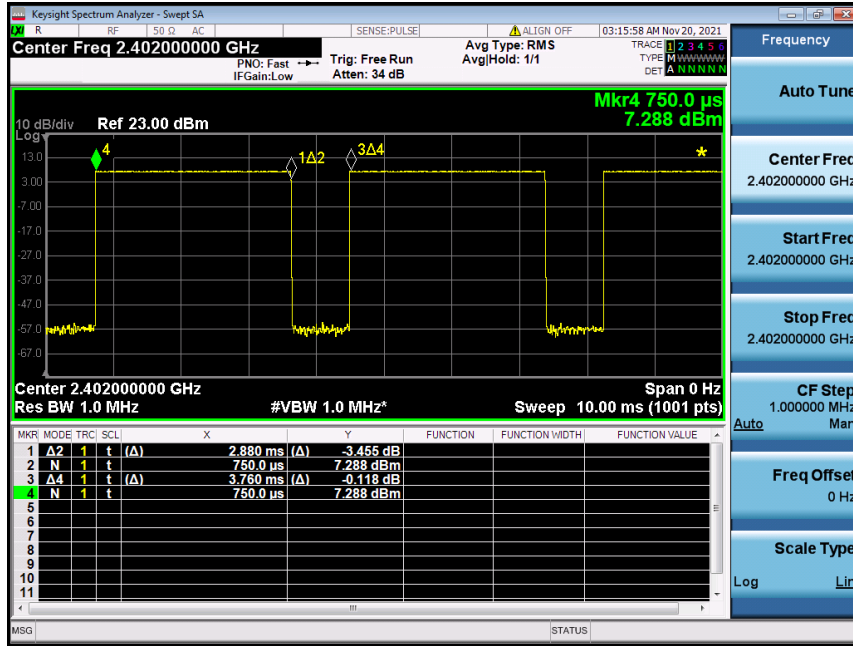 Keysight Spectrum Analyzer - Swept SA
LXI R RF 50 Ω AC SENSE:PULSE ALIGN OFF 03:15:58 AM Nov 20, 2021
Center Freq 2.402000000 GHz
PNO: Fast
IFGain:Low
Trig: Free Run
Atten: 34 dB
Avg Type: RMS
Avg|Hold: 1/1
TRACE 1 2 3 4 5 6
TYPE M WWWWW
DET A N N N N N
Mkr4 750.0 µs
7.288 dBm
10 dB/div Ref 23.00 dBm
Log
4
1Δ2
3Δ4
*
13.0
3.00
-7.00
-17.0
-27.0
-37.0
-47.0
-57.0
-67.0
Center 2.402000000 GHz Span 0 Hz
Res BW 1.0 MHz #VBW 1.0 MHz* Sweep 10.00 ms (1001 pts)
MKR MODE TRC SCL X Y FUNCTION FUNCTION WIDTH FUNCTION VALUE
1 Δ2 1 t (Δ) 2.880 ms (Δ) -3.455 dB
2 N 1 t 750.0 µs 7.288 dBm
3 Δ4 1 t (Δ) 3.760 ms (Δ) -0.118 dB
4 N 1 t 750.0 µs 7.288 dBm
5
6
7
8
9
10
11
MSG STATUS
Frequency
Auto Tune
Center Freq
2.402000000 GHz
Start Freq
2.402000000 GHz
Stop Freq
2.402000000 GHz
CF Step
1.000000 MHz
Auto Man
Freq Offset
0 Hz
Scale Type
Log Lin